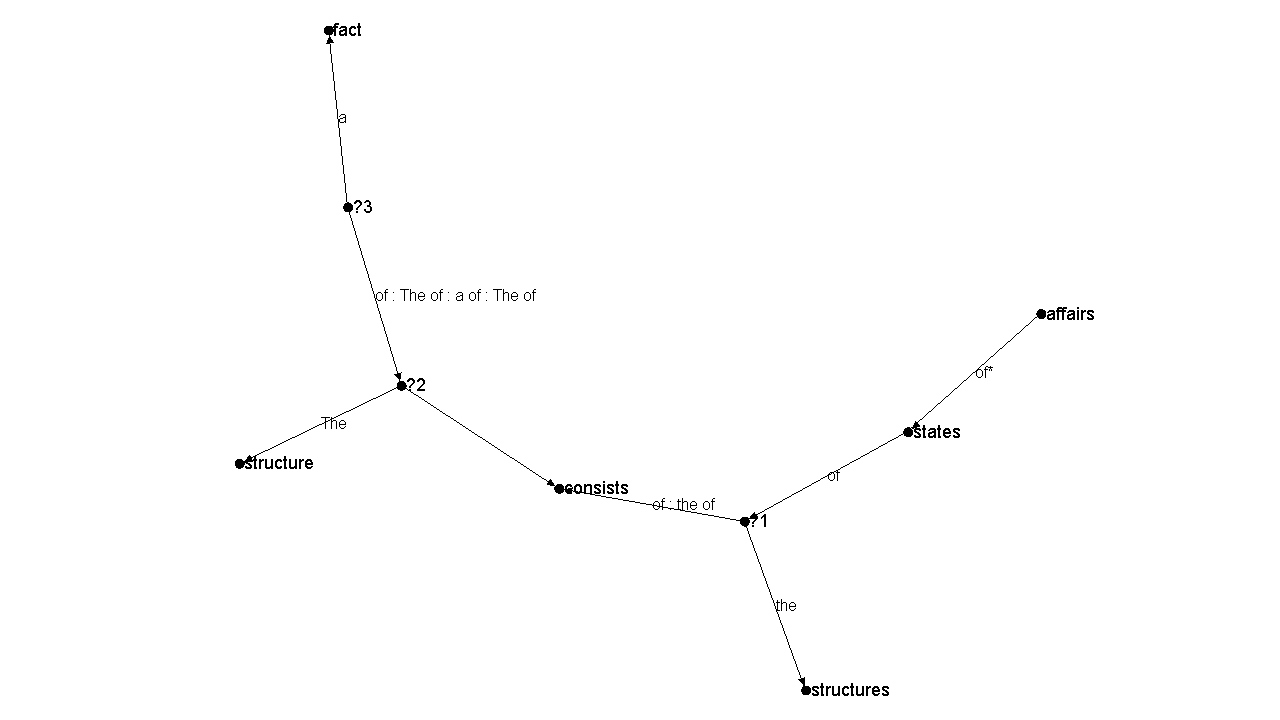 fact
a
?3
of : The of : a of : The of
affairs
of*
?2
The
states
structure
of
consists
of : the of
?1
the
structures